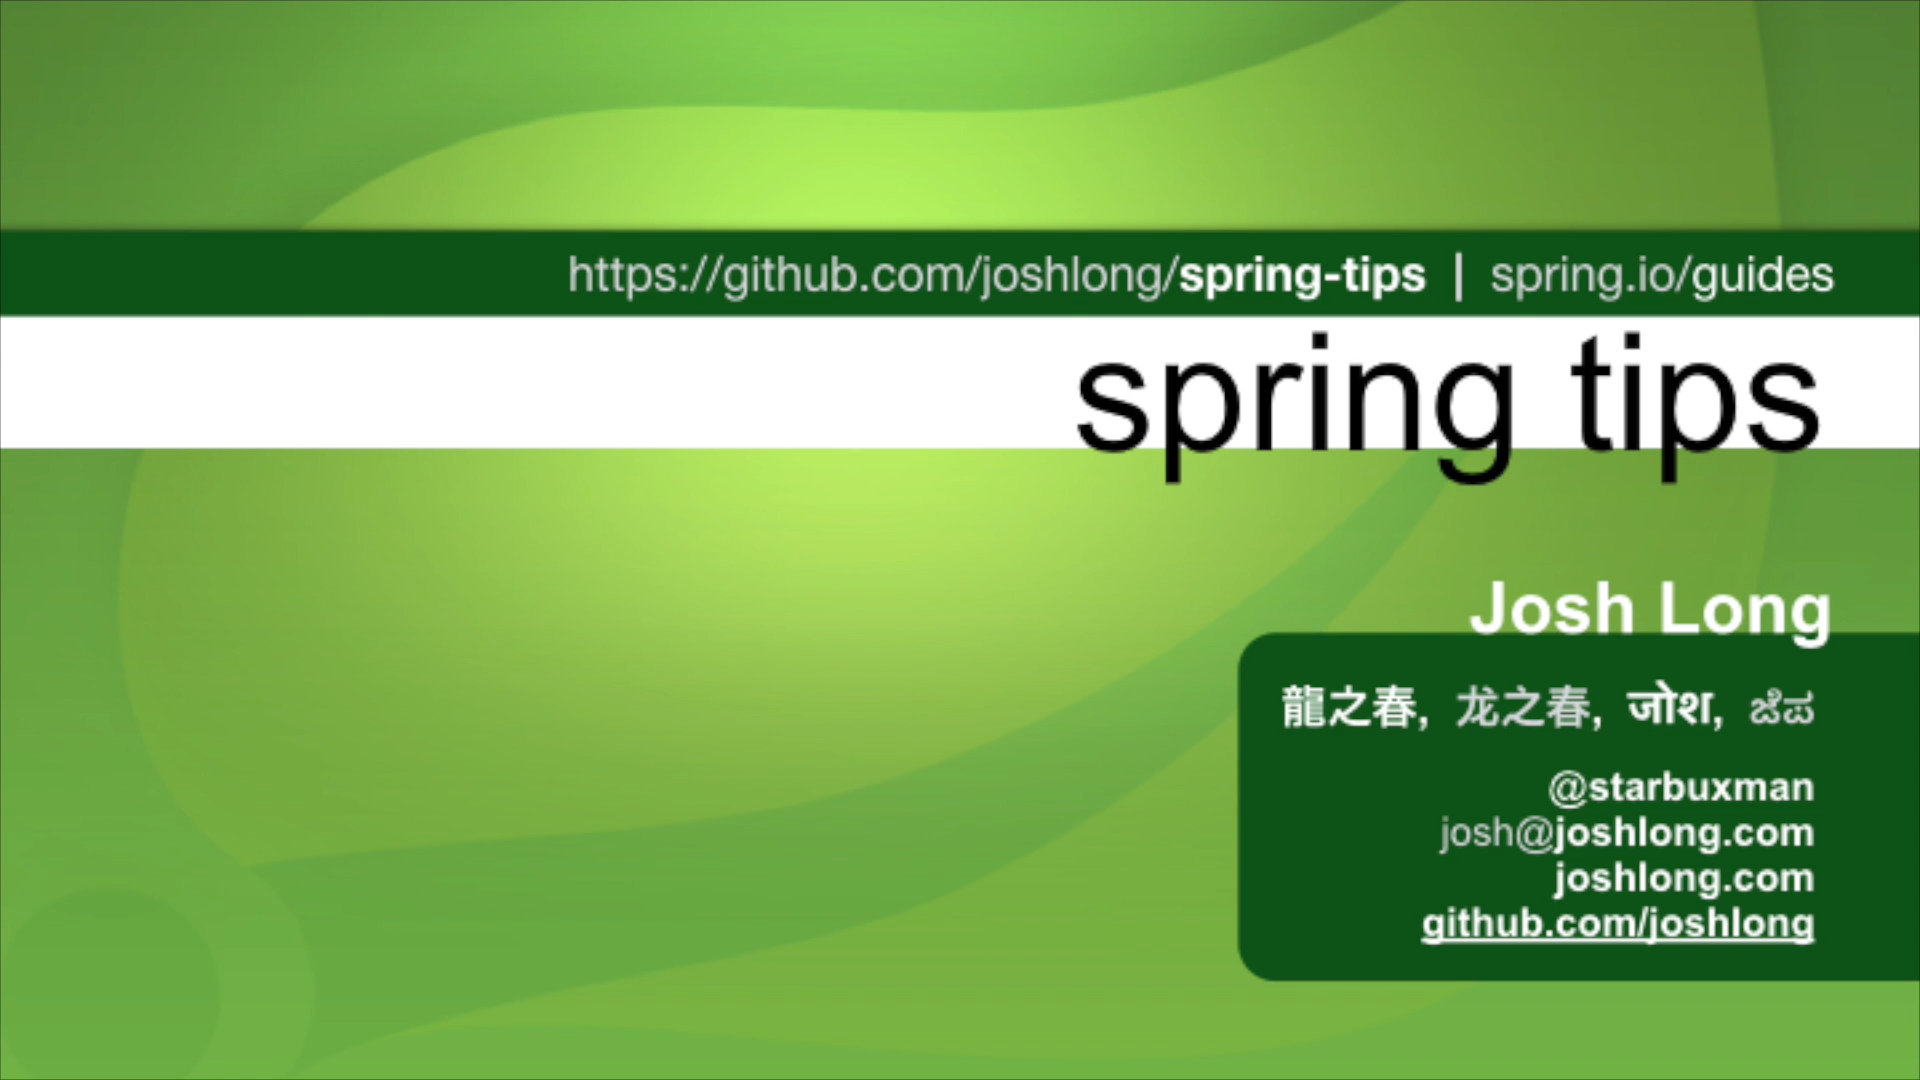 https://github.com/joshlong/spring-tips | spring.io/guides
spring tips
Josh Long
龍之春, 龙之春, जोश, ಜೆಪ
@starbuxman
josh@joshlong.com
joshlong.com
github.com/joshlong